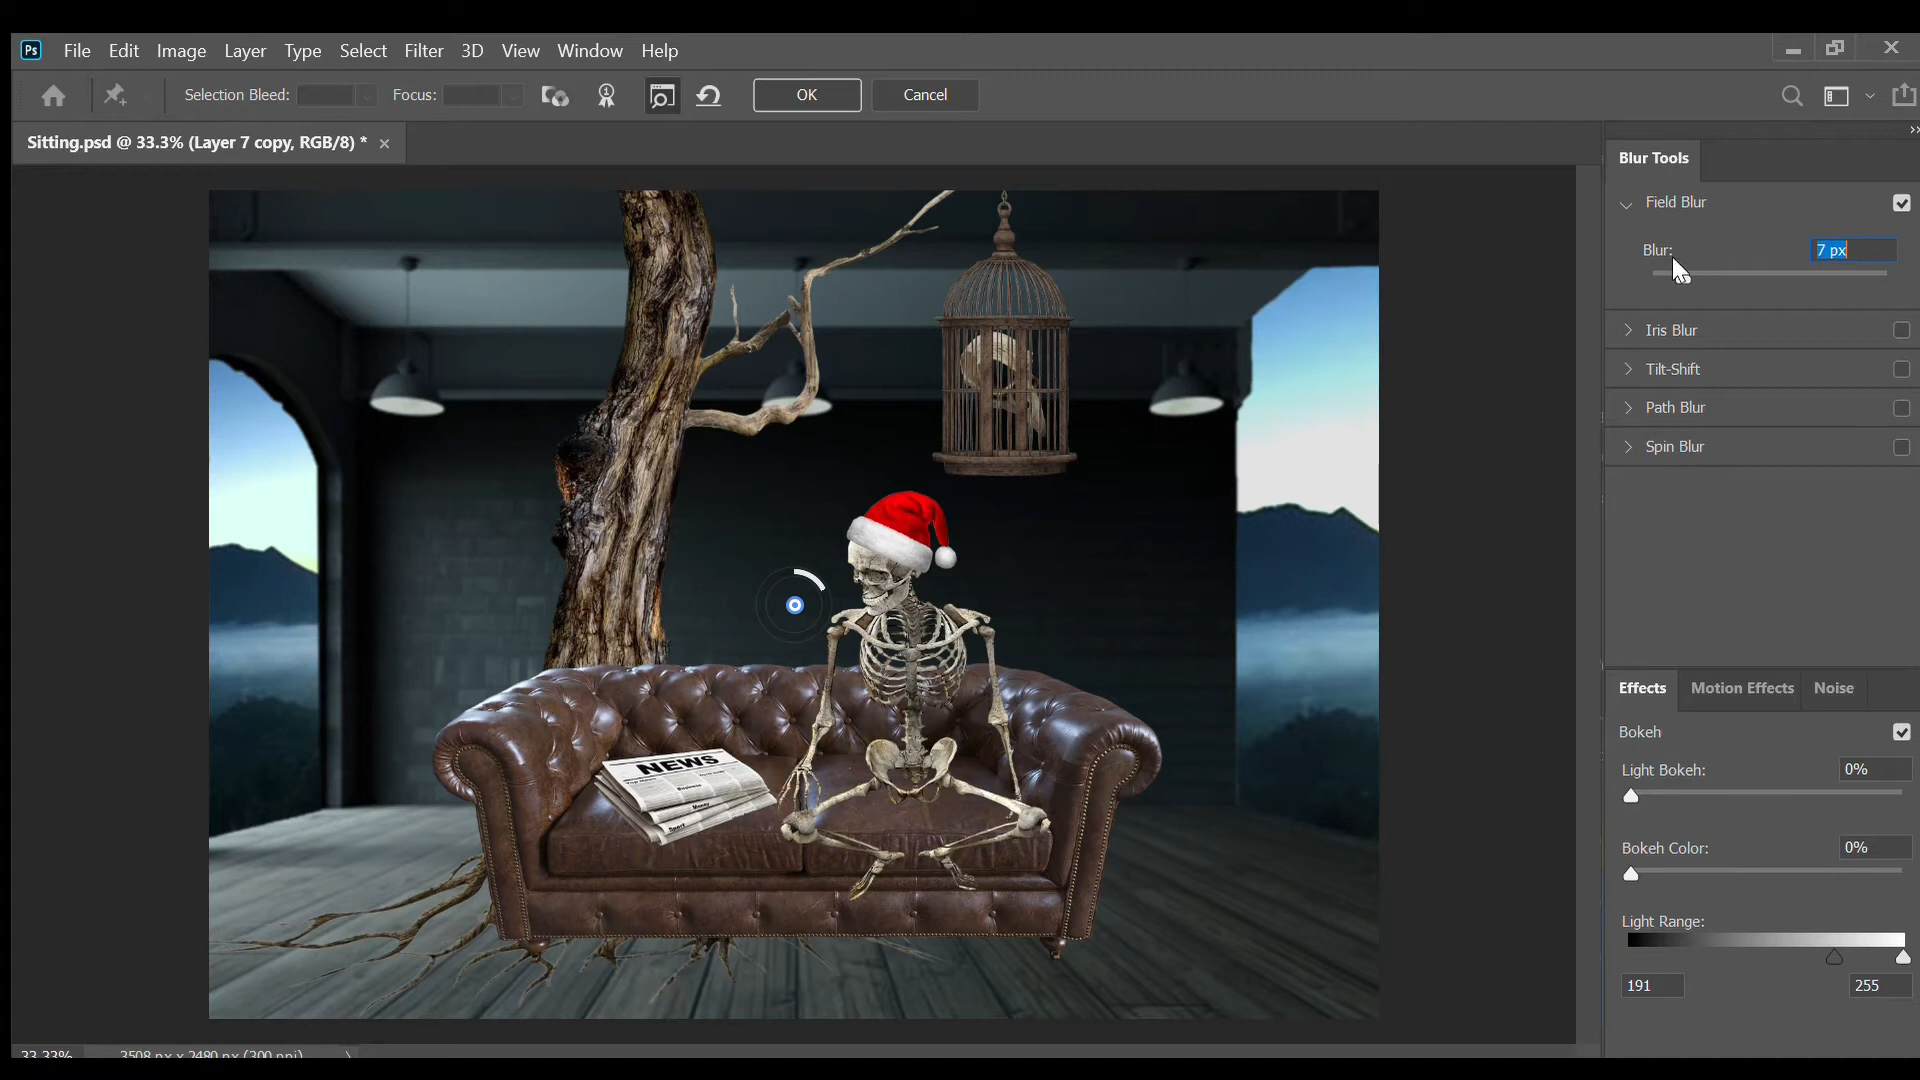 Ps File Edit Image Layer Type Select Filter 3D View Window Help
Selection Bleed: Focus: OK Cancel
Sitting.psd @ 33.3% (Layer 7 copy, RGB/8) *
Blur Tools
Field Blur
Blur: 7 px
Iris Blur
Tilt-Shift
Path Blur
Spin Blur
NEWS
Business
Money
Sport
Effects Motion Effects Noise
Bokeh
Light Bokeh: 0%
Bokeh Color: 0%
Light Range:
191 255
33.33% 3508 px x 2480 px (300 ppi)